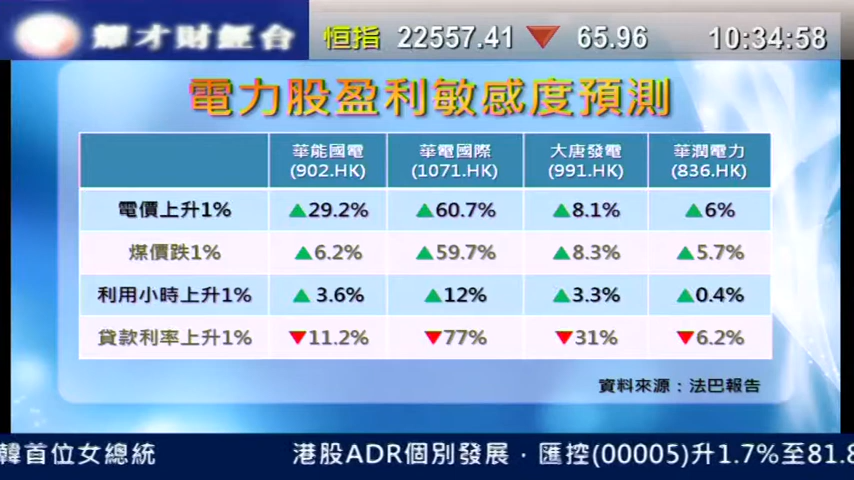 耀才財經台
恒指 22557.41 ▼ 65.96 10:34:58
電力股盈利敏感度預測
華能國電 (902.HK) 華電國際 (1071.HK) 大唐發電 (991.HK) 華潤電力 (836.HK)
電價上升1% ▲29.2% ▲60.7% ▲8.1% ▲6%
煤價跌1% ▲6.2% ▲59.7% ▲8.3% ▲5.7%
利用小時上升1% ▲3.6% ▲12% ▲3.3% ▲0.4%
貸款利率上升1% ▼11.2% ▼77% ▼31% ▼6.2%
資料來源：法巴報告
韓首位女總統 港股ADR個別發展．匯控(00005)升1.7%至81.8